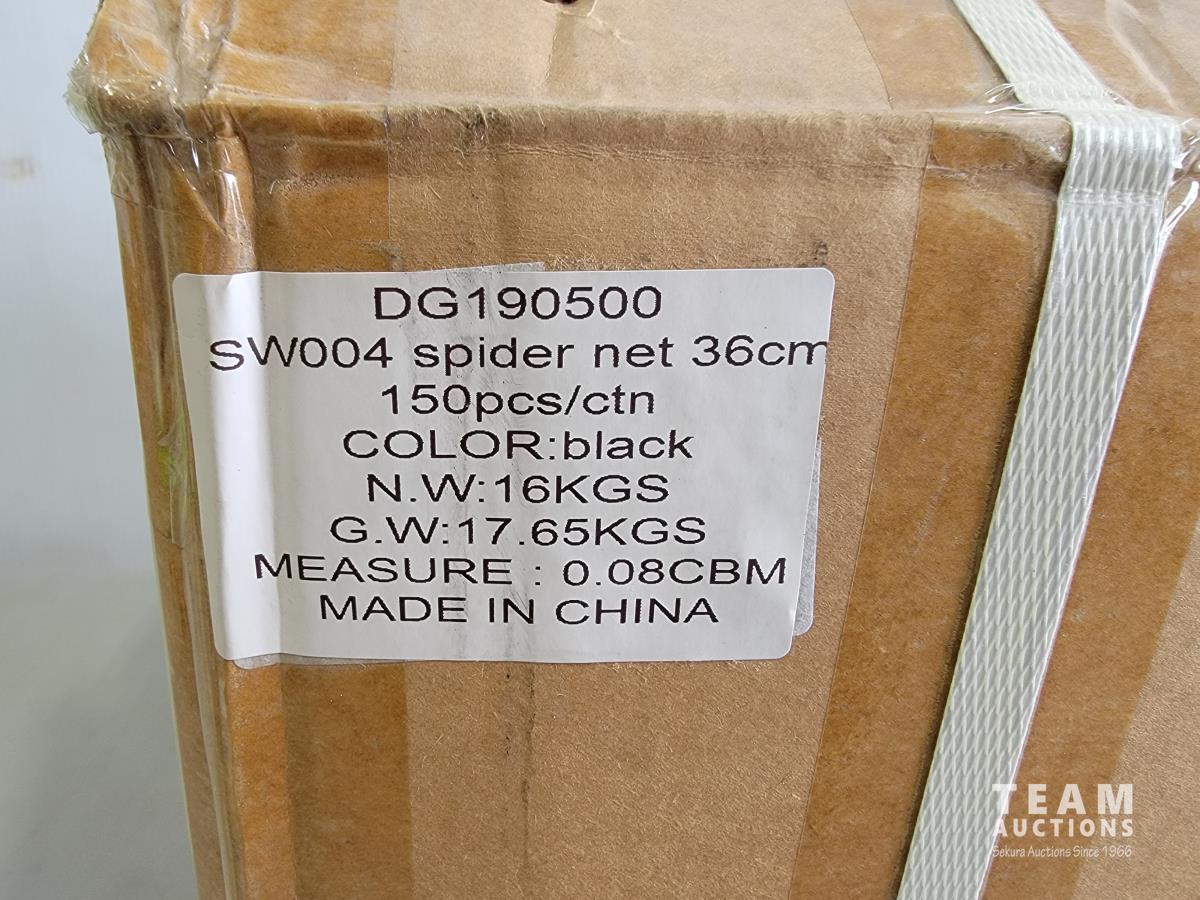 DG190500
SW004 spider net 36cm
150pcs/ctn
COLOR:black
N.W:16KGS
G.W:17.65KGS
MEASURE : 0.08CBM
MADE IN CHINA
TEAM
AUCTIONS
Sekura Auctions Since 1966